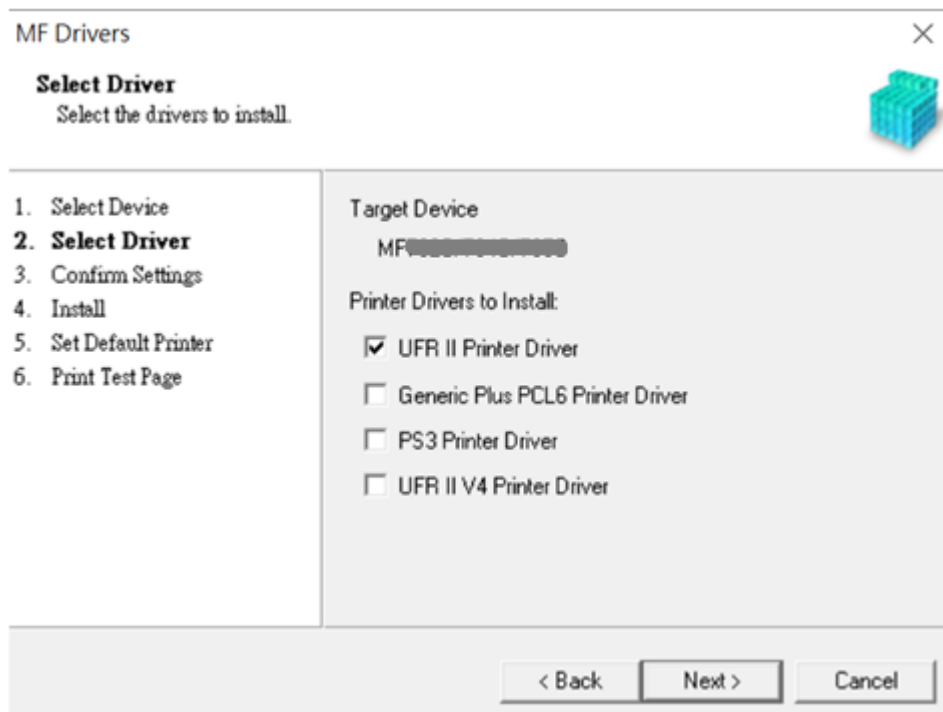 MF Drivers
Select Driver
Select the drivers to install.
1. Select Device
2. Select Driver
3. Confirm Settings
4. Install
5. Set Default Printer
6. Print Test Page
Target Device
MF
Printer Drivers to Install:
UFR II Printer Driver
Generic Plus PCL6 Printer Driver
PS3 Printer Driver
UFR II V4 Printer Driver
< Back
Next >
Cancel